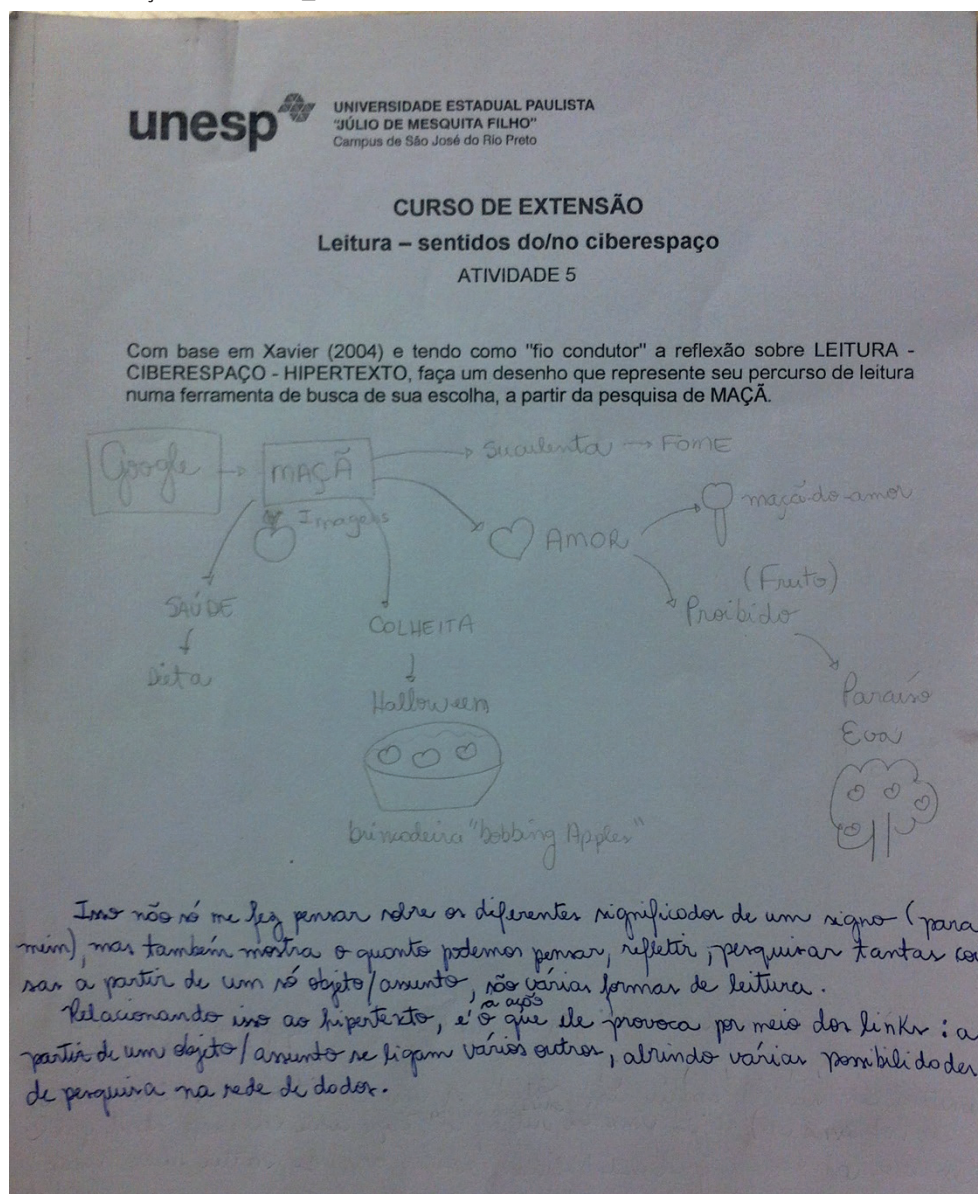 unesp
UNIVERSIDADE ESTADUAL PAULISTA
"JÚLIO DE MESQUITA FILHO"
Campus de São José do Rio Preto
CURSO DE EXTENSÃO
Leitura – sentidos do/no ciberespaço
ATIVIDADE 5
Com base em Xavier (2004) e tendo como "fio condutor" a reflexão sobre LEITURA -
CIBERESPAÇO - HIPERTEXTO, faça um desenho que represente seu percurso de leitura
numa ferramenta de busca de sua escolha, a partir da pesquisa de MAÇÃ.
Google
MAÇÃ
Suculenta → FOME
Imagens
AMOR
maçã-do-amor
(Fruto)
Proibido
SAÚDE
Dieta
COLHEITA
Halloween
brincadeira "bobbing Apples"
Paraíso
Eva
Isso não só me fez pensar sobre os diferentes significados de um signo (para
mim), mas também mostra o quanto podemos pensar, refletir, pesquisar tantas coi
sas a partir de um só objeto/assunto, são várias formas de leitura.
a ação
Relacionando isso ao hipertexto, é o que ele provoca por meio dos links: a
partir de um objeto/assunto se ligam vários outros, abrindo várias possibilidades
de pesquisa na rede de dados.